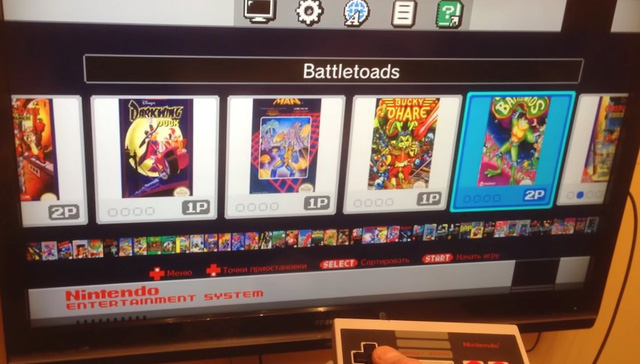 Battletoads
Disney's
DARKWING
DUCK
MAN
BUCKY
O'HARE
2P
1P
1P
1P
2P
Меню
Точки приостановки
SELECT Сортировать
START Начать игру
Nintendo
ENTERTAINMENT SYSTEM
Nintendo